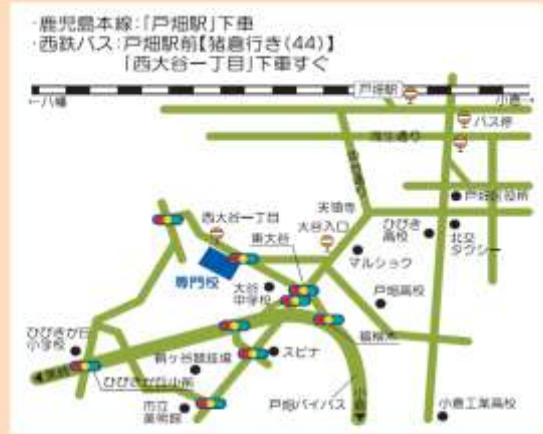 ・鹿児島本線:「戸畑駅」下車
・西鉄バス:戸畑駅前【猪倉行き(44)】
「西大谷一丁目」下車すぐ
戸畑駅
←八幡
小倉→
バス停
戸畑区役所
天籟寺
西大谷一丁目
大谷入口
ひびき
高校
北交
タクシー
東大谷
マルショク
専門校
大谷
中学校
戸畑高校
ひびきが丘
小学校
スピナ
戸畑バイパス
小倉
市立
美術館
小倉工業高校